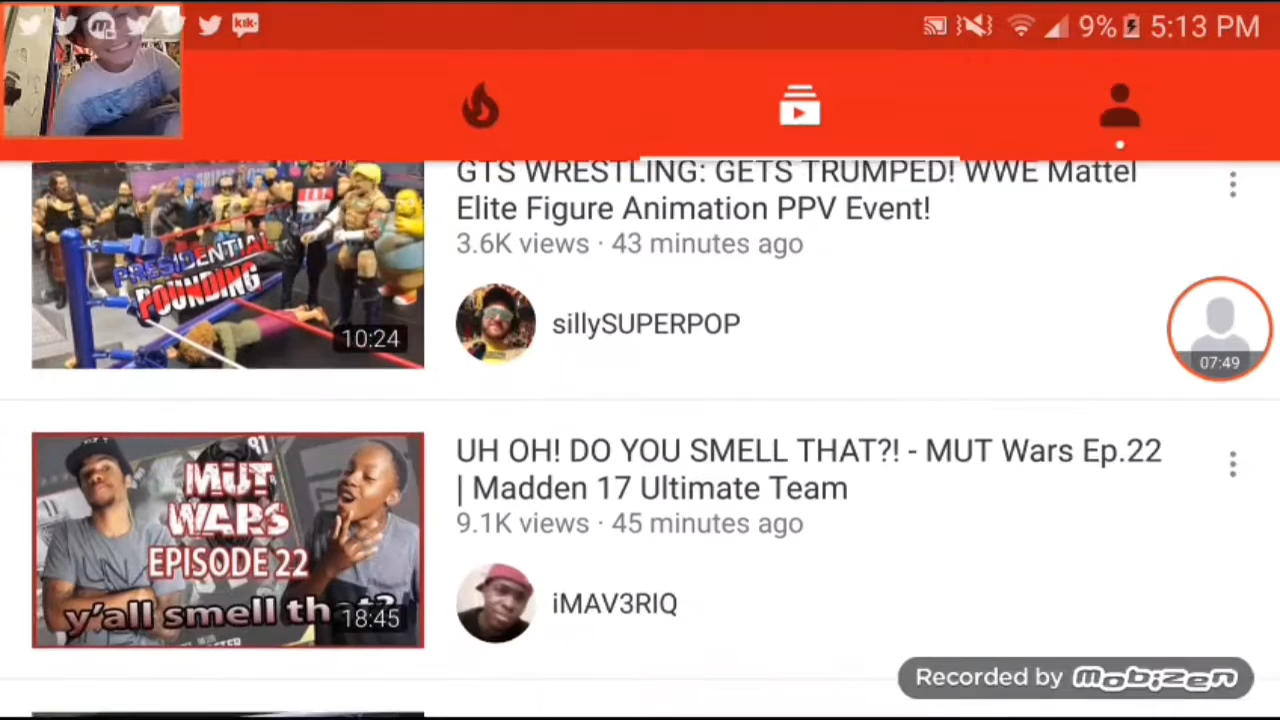 kik
9% 5:13 PM
GTS WRESTLING: GETS TRUMPED! WWE Mattel
Elite Figure Animation PPV Event!
3.6K views · 43 minutes ago
PRESIDENTIAL
POUNDING
10:24
sillySUPERPOP
07:49
UH OH! DO YOU SMELL THAT?! - MUT Wars Ep.22
| Madden 17 Ultimate Team
9.1K views · 45 minutes ago
91
MUT
WARS
EPISODE 22
y'all smell that?
18:45
iMAV3RIQ
Recorded by mobizen